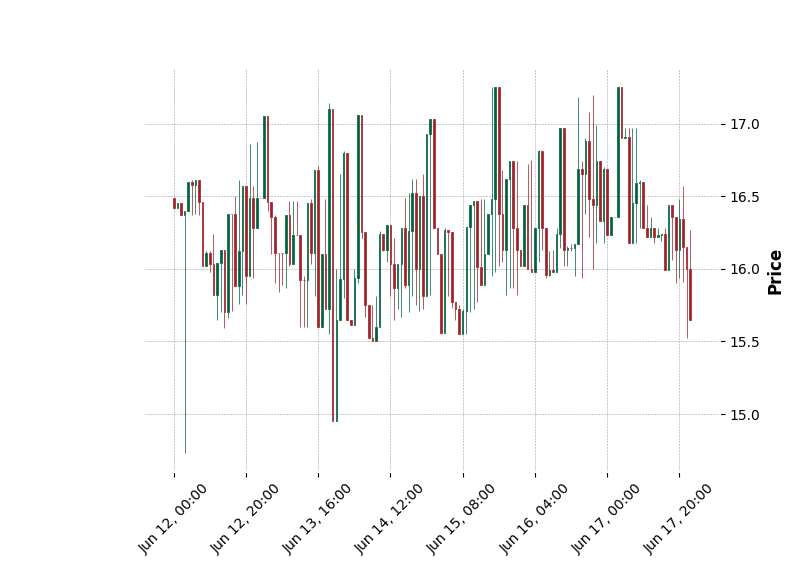 17.0
16.5
16.0
15.5
15.0
Price
Jun 12, 00:00
Jun 12, 20:00
Jun 13, 16:00
Jun 14, 12:00
Jun 15, 08:00
Jun 16, 04:00
Jun 17, 00:00
Jun 17, 20:00